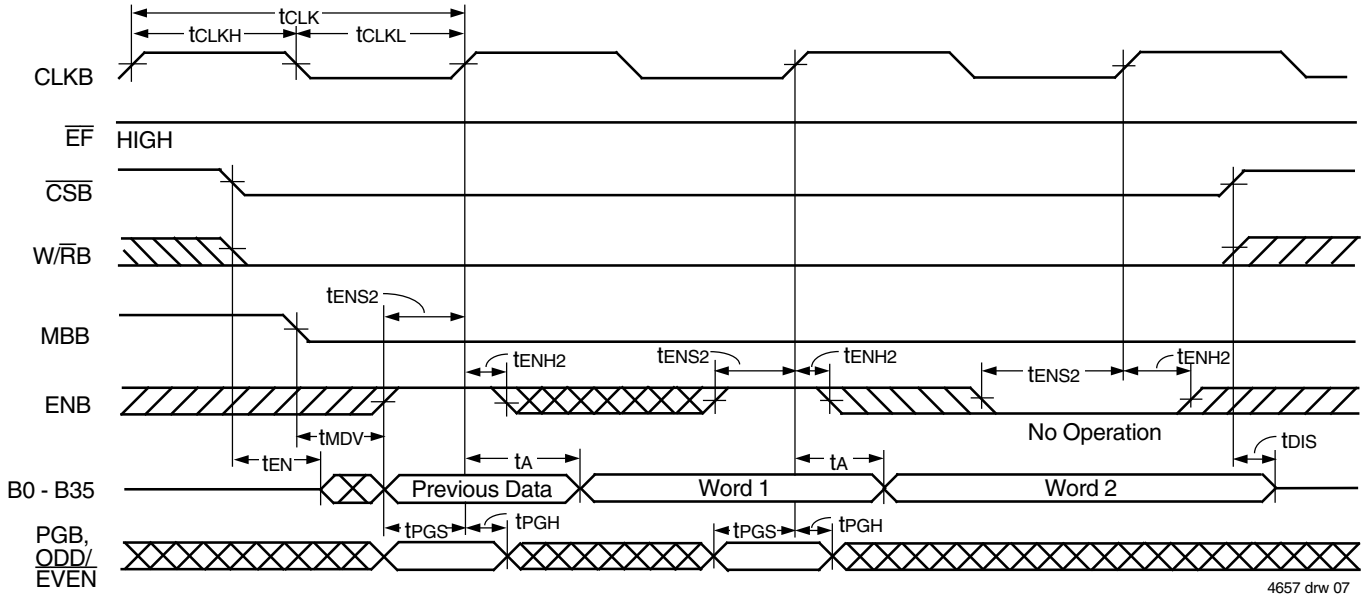 tCLK
tCLKH
tCLKL
CLKB
EF HIGH
CSB
W/RB
tENS2
MBB
tENH2
tENS2
tENH2
tENS2
tENH2
ENB
No Operation
tMDV
tEN
tA
tA
tDIS
B0 - B35
Previous Data
Word 1
Word 2
tPGS
tPGH
tPGS
tPGH
PGB,
ODD/
EVEN
4657 drw 07